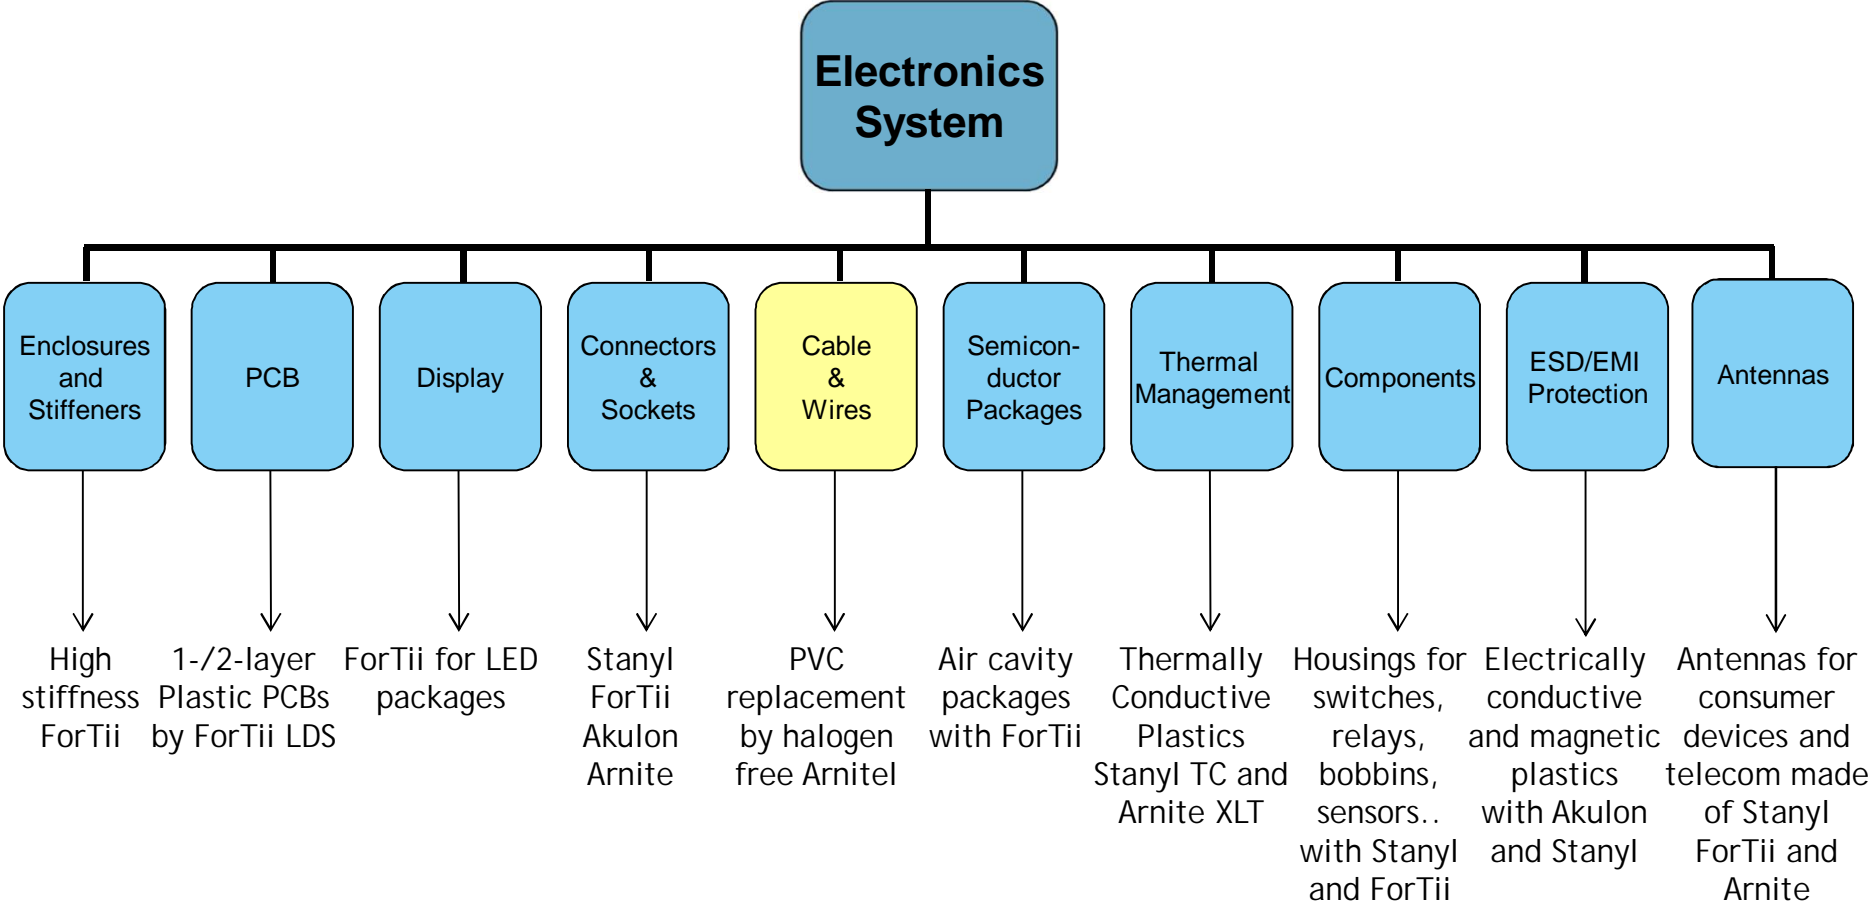 Electronics
System
Enclosures
and
Stiffeners
PCB
Display
Connectors
&
Sockets
Cable
&
Wires
Semicon-
ductor
Packages
Thermal
Management
Components
ESD/EMI
Protection
Antennas
High
stiffness
ForTii
1-/2-layer
Plastic PCBs
by ForTii LDS
ForTii for LED
packages
Stanyl
ForTii
Akulon
Arnite
PVC
replacement
by halogen
free Arnitel
Air cavity
packages
with ForTii
Thermally
Conductive
Plastics
Stanyl TC and
Arnite XLT
Housings for
switches,
relays,
bobbins,
sensors..
with Stanyl
and ForTii
Electrically
conductive
and magnetic
plastics
with Akulon
and Stanyl
Antennas for
consumer
devices and
telecom made
of Stanyl
ForTii and
Arnite